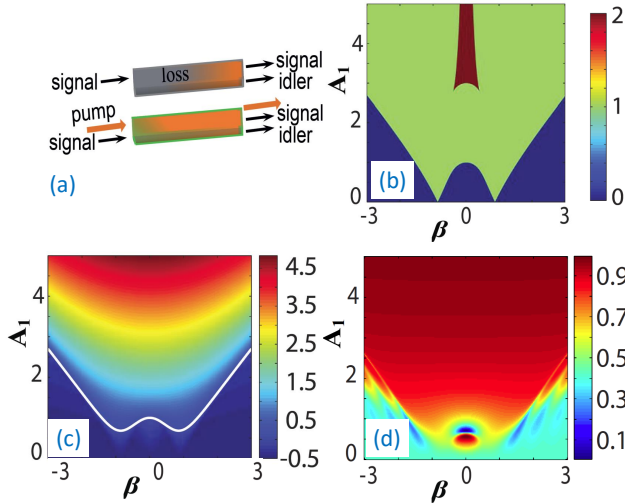 loss
signal
signal
idler
pump
signal
signal
idler
(a)
A₁
4
2
0
-3
0
3
β
(b)
2
1
0
A₁
4
2
0
-3
0
3
β
(c)
4.5
3.5
2.5
1.5
0.5
-0.5
A₁
4
2
0
-3
0
3
β
(d)
0.9
0.7
0.5
0.3
0.1